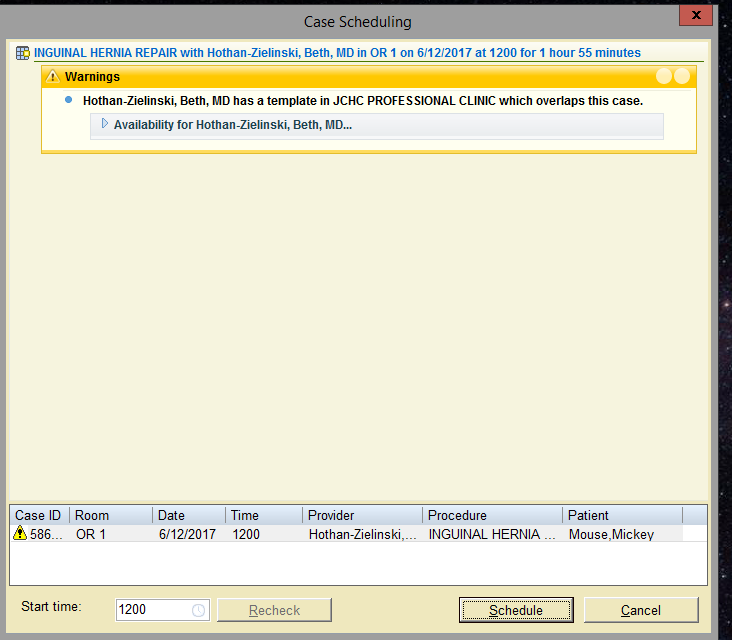 Case Scheduling
x
INGUINAL HERNIA REPAIR with Hothan-Zielinski, Beth, MD in OR 1 on 6/12/2017 at 1200 for 1 hour 55 minutes
Warnings
Hothan-Zielinski, Beth, MD has a template in JCHC PROFESSIONAL CLINIC which overlaps this case.
Availability for Hothan-Zielinski, Beth, MD...
Case ID Room Date Time Provider Procedure Patient
586... OR 1 6/12/2017 1200 Hothan-Zielinski,... INGUINAL HERNIA ... Mouse,Mickey
Start time: 1200 Recheck Schedule Cancel